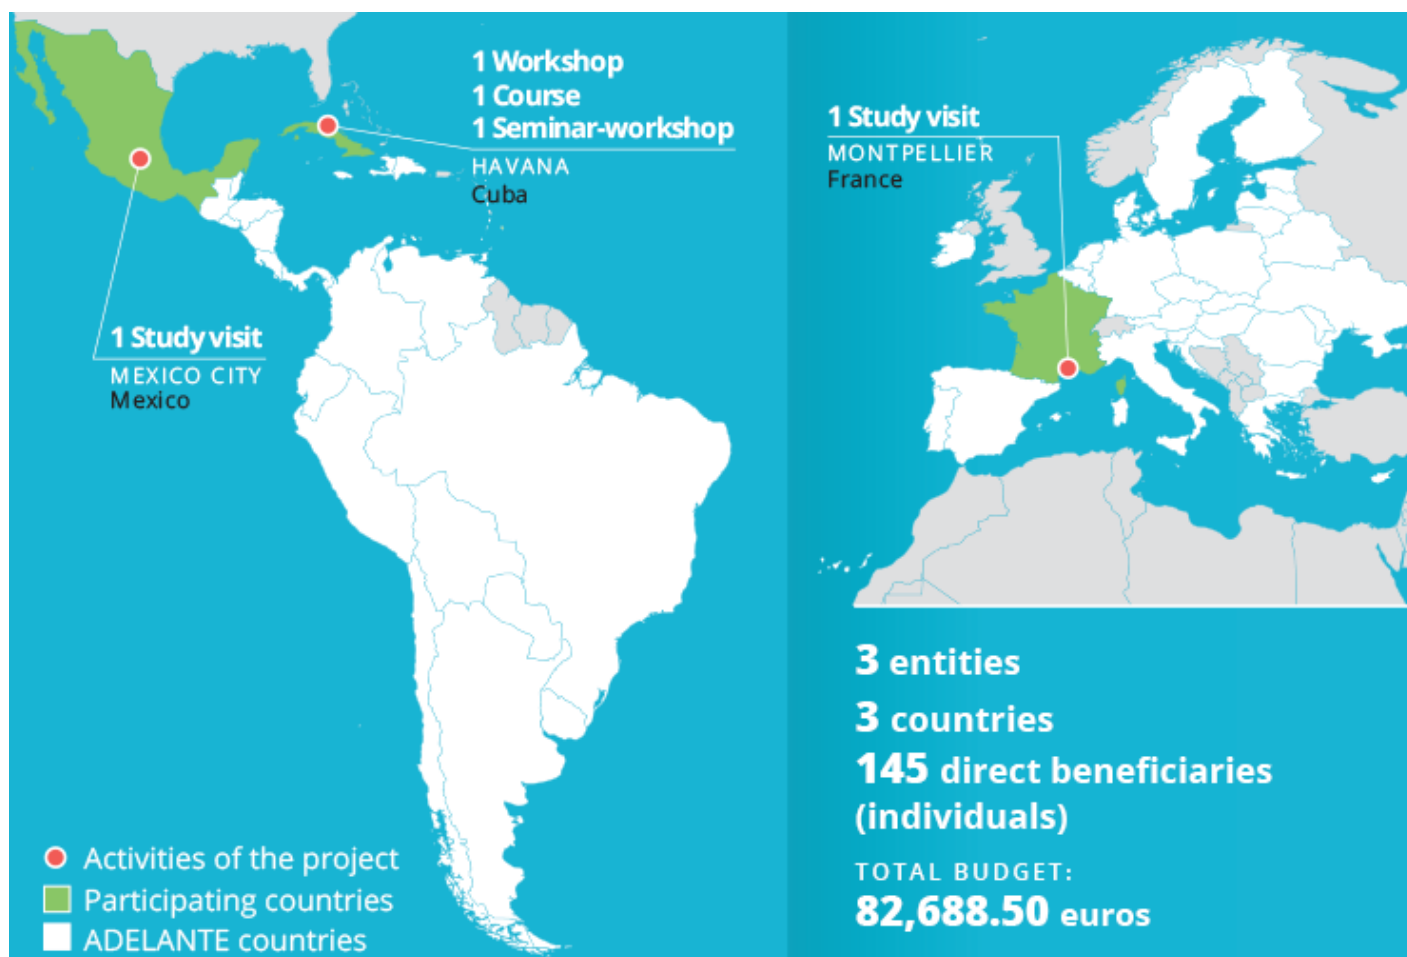 1 Workshop
1 Course
1 Seminar-workshop
HAVANA
Cuba
1 Study visit
MEXICO CITY
Mexico
Activities of the project
Participating countries
ADELANTE countries
1 Study visit
MONTPELLIER
France
3 entities
3 countries
145 direct beneficiaries
(individuals)
TOTAL BUDGET:
82,688.50 euros